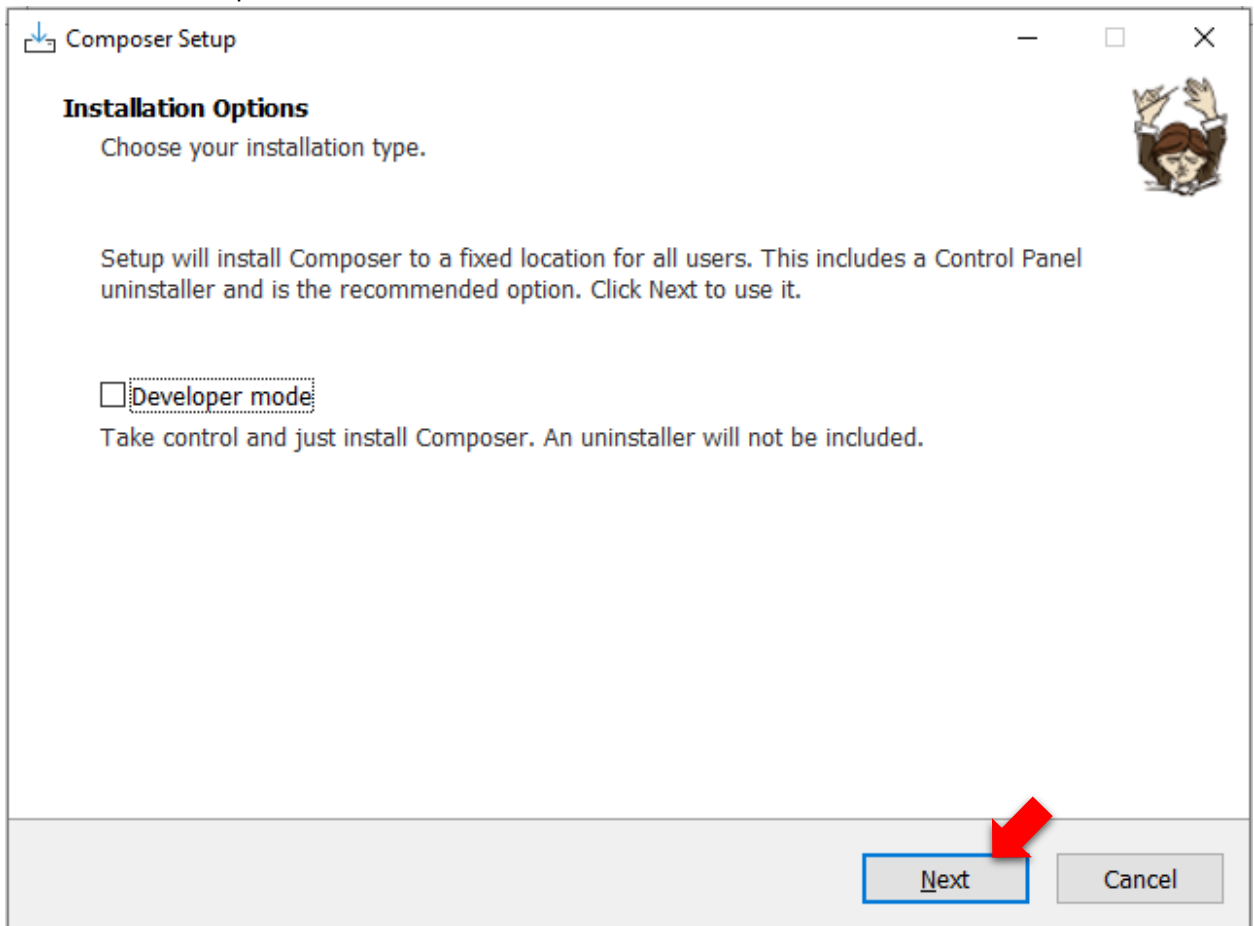 Composer Setup
Installation Options
Choose your installation type.
Setup will install Composer to a fixed location for all users. This includes a Control Panel
uninstaller and is the recommended option. Click Next to use it.
Developer mode
Take control and just install Composer. An uninstaller will not be included.
Next
Cancel